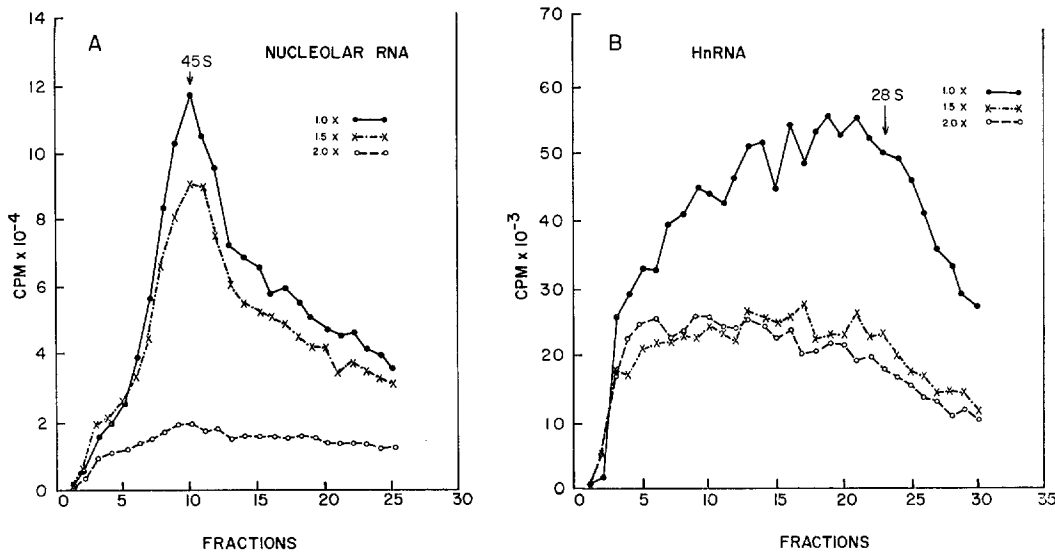 A
NUCLEOLAR RNA
45 S
1.0 X
1.5 X
2.0 X
14
12
10
8
6
4
2
0
CPM x 10⁻⁴
0 5 10 15 20 25 30
FRACTIONS
B
HnRNA
28 S
1.0 X
1.5 X
2.0 X
70
60
50
40
30
20
10
0
CPM x 10⁻³
0 5 10 15 20 25 30 35
FRACTIONS